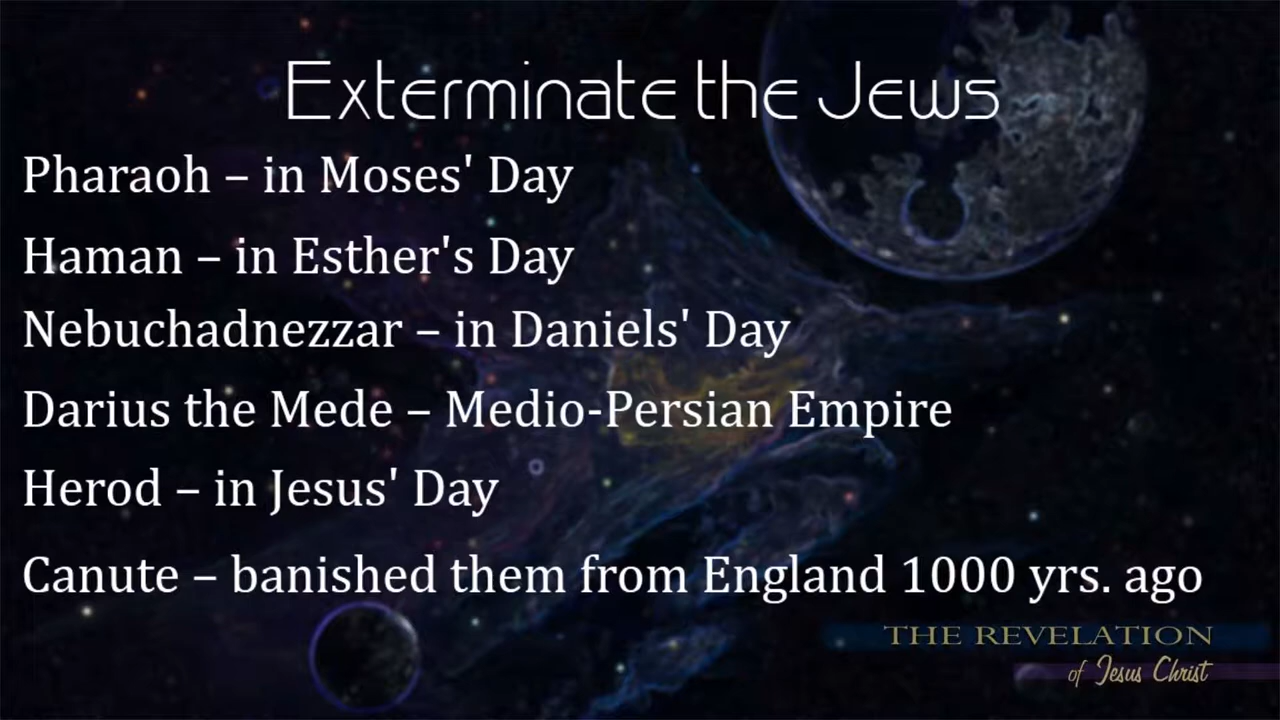 Exterminate the Jews
Pharaoh – in Moses' Day
Haman – in Esther's Day
Nebuchadnezzar – in Daniels' Day
Darius the Mede – Medio-Persian Empire
Herod – in Jesus' Day
Canute – banished them from England 1000 yrs. ago
THE REVELATION
of Jesus Christ